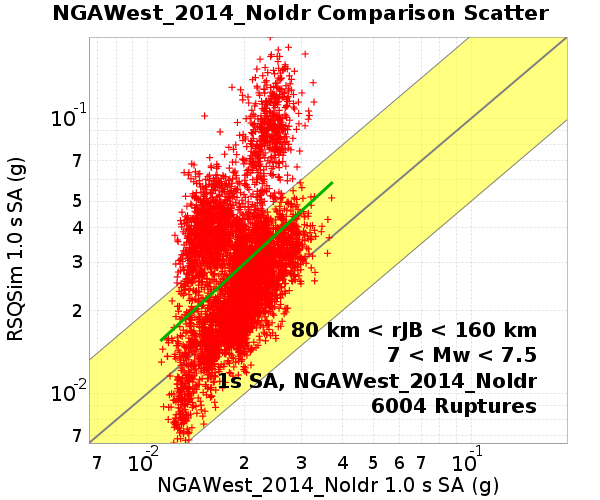 NGAWest_2014_NoIdr Comparison Scatter
RSQSim 1.0 s SA (g)
10-1
7
5
4
3
2
10-2
7
80 km < rJB < 160 km
7 < Mw < 7.5
1s SA, NGAWest_2014_NoIdr
6004 Ruptures
7 10-2 2 3 4 5 6 7 10-1
NGAWest_2014_NoIdr 1.0 s SA (g)